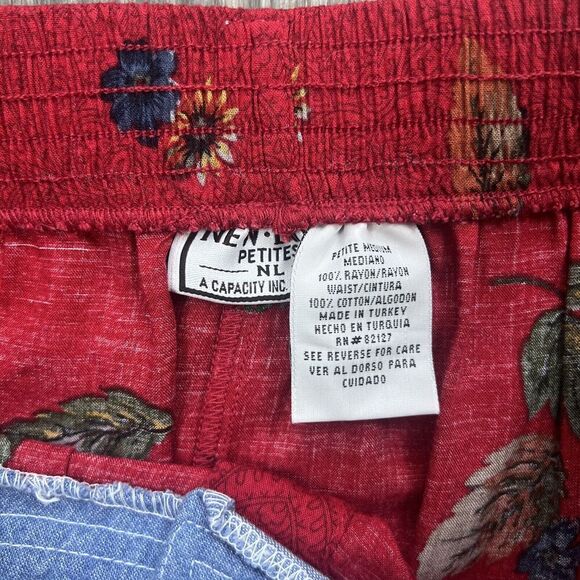 PETITES
NL
A CAPACITY INC.
PETITE MEDIUM
MEDIANO
100% RAYON/RAYON
WAIST/CINTURA
100% COTTON/ALGODON
MADE IN TURKEY
HECHO EN TURQUIA
RN# 82127
SEE REVERSE FOR CARE
VER AL DORSO PARA
CUIDADO